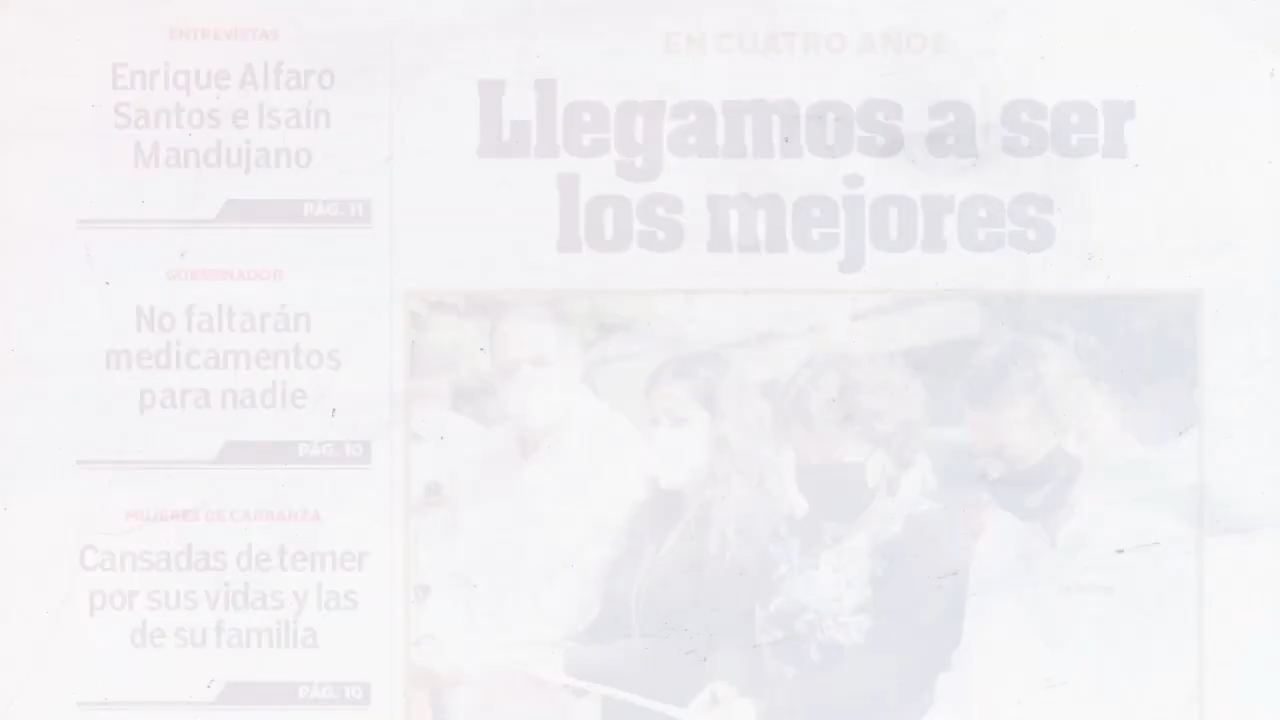 ENTREVISTAS
Enrique Alfaro
Santos e Isaín
Mandujano
PÁG. 11
GOBERNADOR
No faltarán
medicamentos
para nadie
PÁG. 10
MUJERES DE CARRANZA
Cansadas de temer
por sus vidas y las
de su familia
PÁG. 10
EN CUATRO AÑOS
Llegamos a ser
los mejores